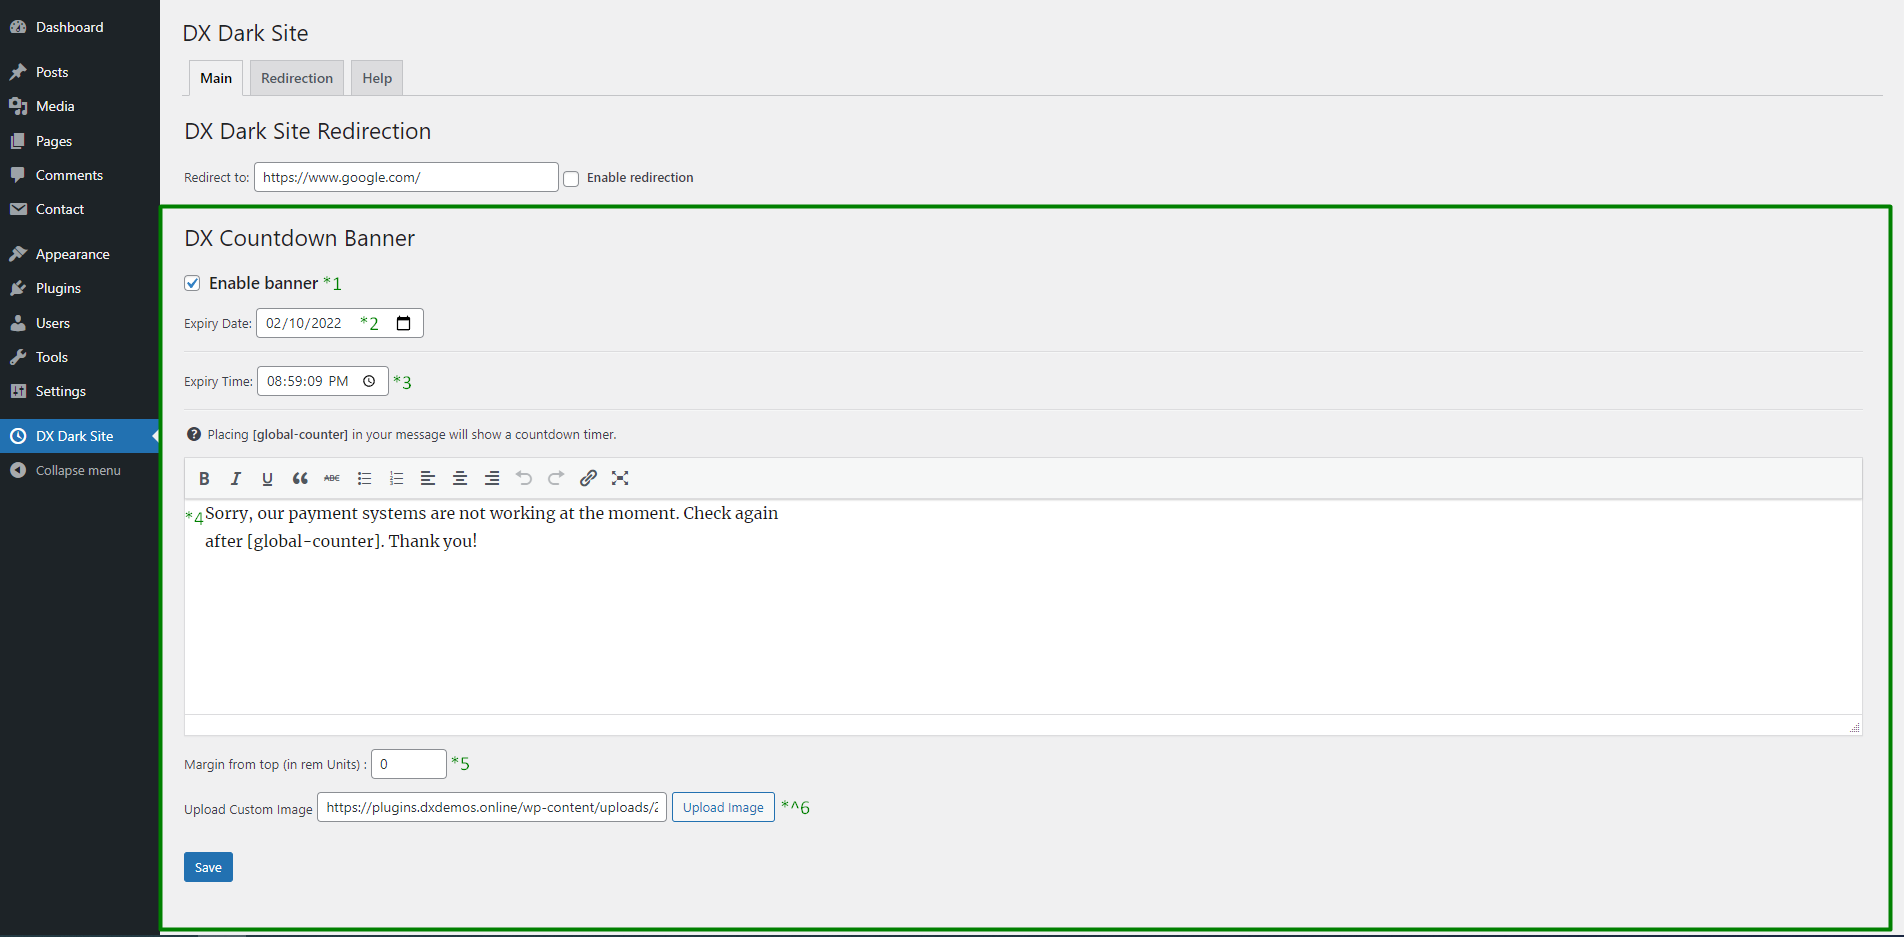 Dashboard
Posts
Media
Pages
Comments
Contact
Appearance
Plugins
Users
Tools
Settings
DX Dark Site
Collapse menu
DX Dark Site
Main Redirection Help
DX Dark Site Redirection
Redirect to: https://www.google.com/ Enable redirection
DX Countdown Banner
Enable banner *1
Expiry Date: 02/10/2022 *2
Expiry Time: 08:59:09 PM *3
Placing [global-counter] in your message will show a countdown timer.
B I U ABC
*4 Sorry, our payment systems are not working at the moment. Check again
after [global-counter]. Thank you!
Margin from top (in rem Units) : 0 *5
Upload Custom Image https://plugins.dxdemos.online/wp-content/uploads/2 Upload Image *^6
Save